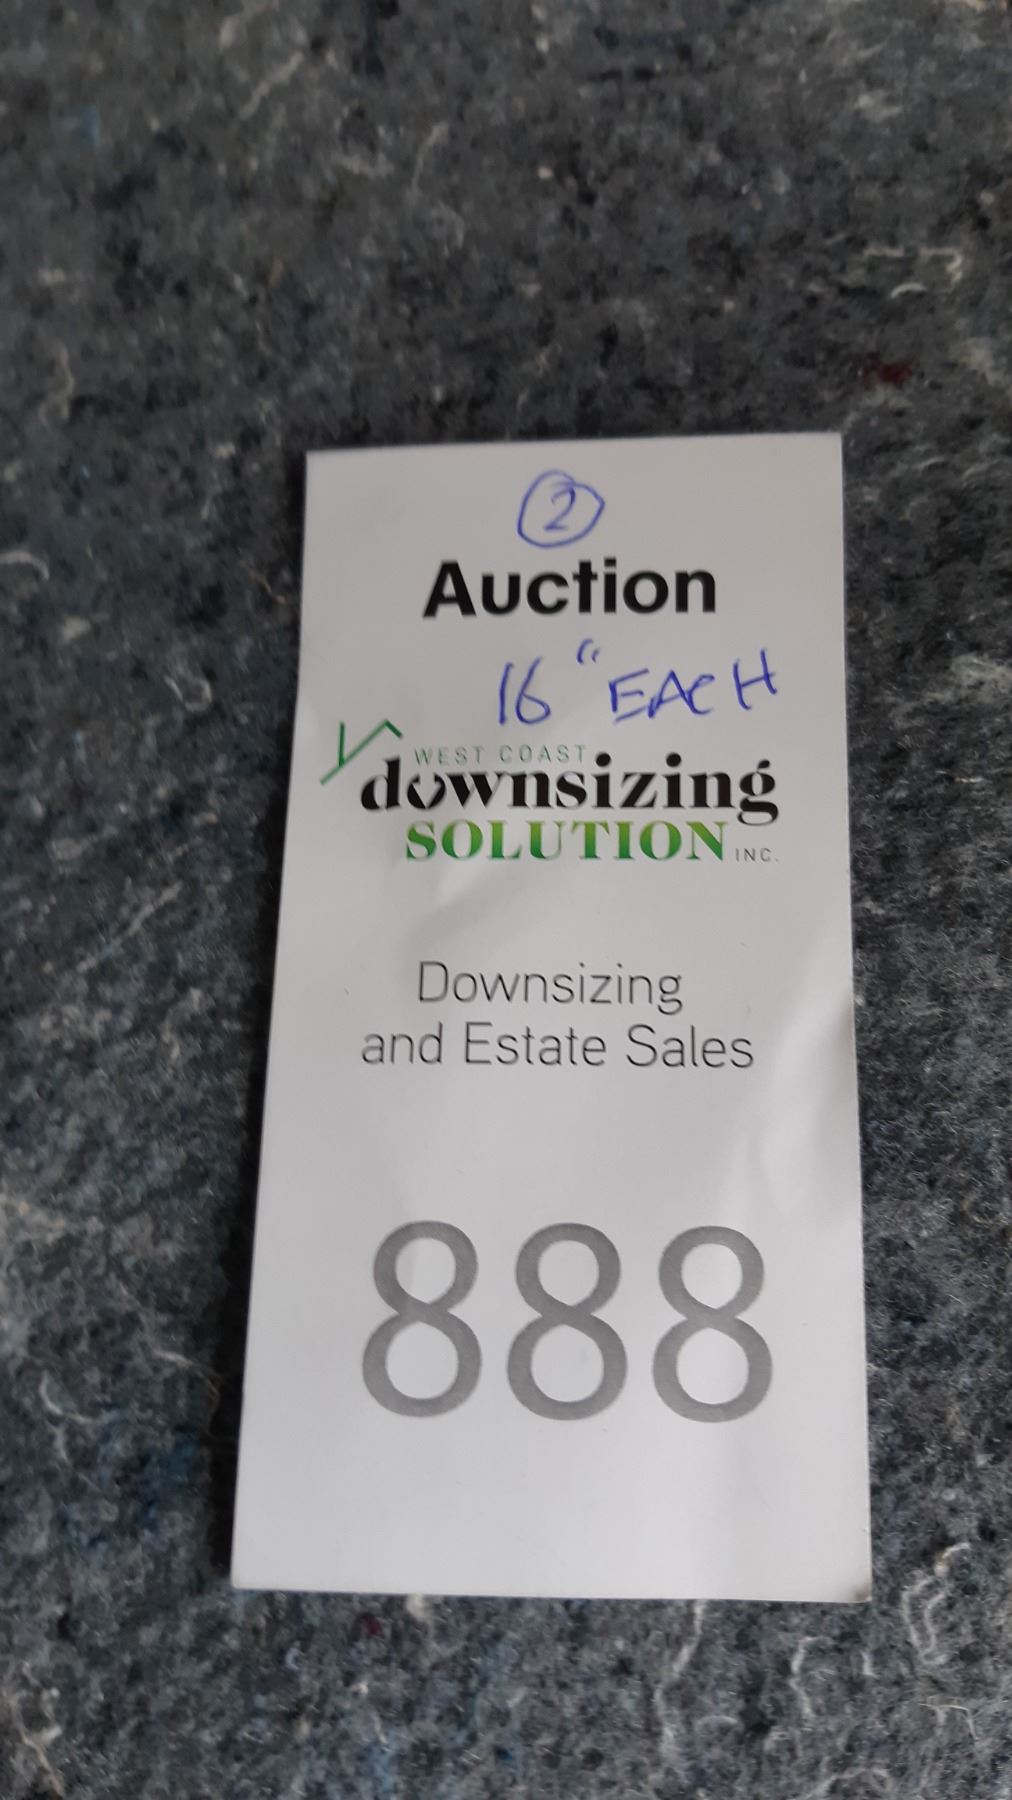 2
Auction
16" EACH
WEST COAST
downsizing
SOLUTION INC.
Downsizing
and Estate Sales
888